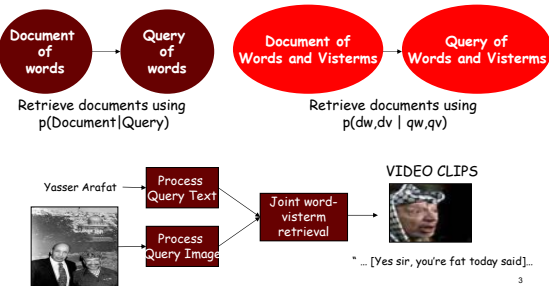 Document
of
words
Query
of
words
Document of
Words and Visterms
Query of
Words and Visterms
Retrieve documents using
p(Document|Query)
Retrieve documents using
p(dw,dv | qw,qv)
Yasser Arafat
Process
Query Text
Process
Query Image
Joint word-
visterm
retrieval
VIDEO CLIPS
" ... [Yes sir, you're fat today said]...
3